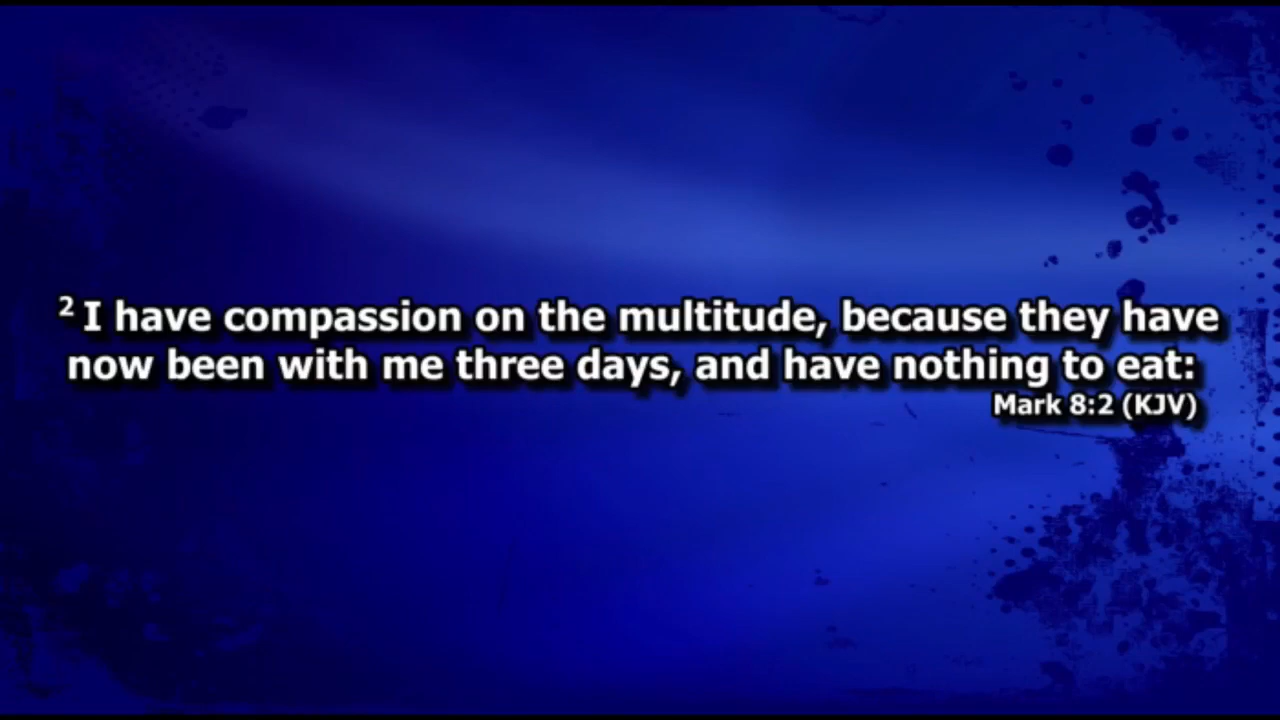 ² I have compassion on the multitude, because they have
now been with me three days, and have nothing to eat:
Mark 8:2 (KJV)